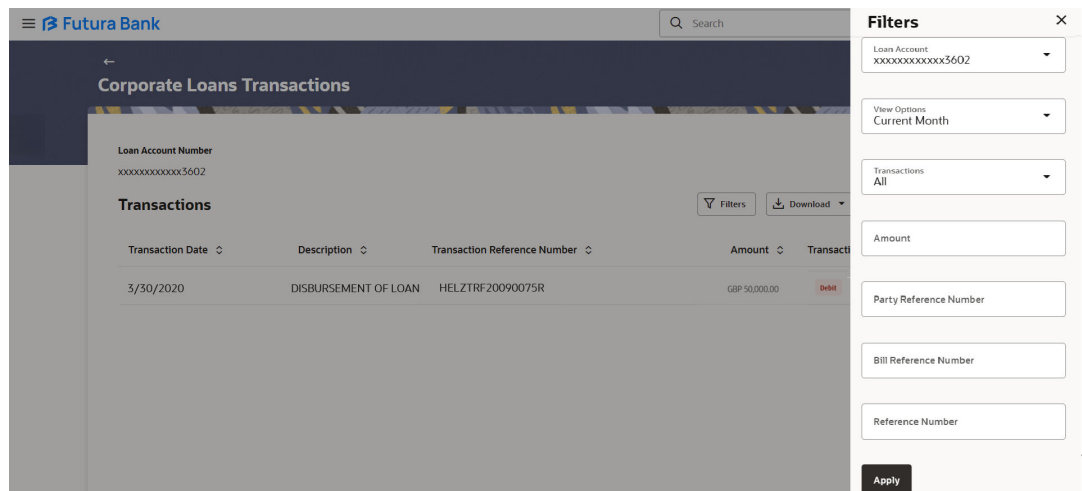 Futura Bank
Search
Corporate Loans Transactions
Loan Account Number
xxxxxxxxxxxx3602
Transactions
Filters
Download
Transaction Date
Description
Transaction Reference Number
Amount
Transacti
3/30/2020
DISBURSEMENT OF LOAN
HELZTRF20090075R
GBP 50,000.00
Debit
Filters
Loan Account
xxxxxxxxxxxx3602
View Options
Current Month
Transactions
All
Amount
Party Reference Number
Bill Reference Number
Reference Number
Apply